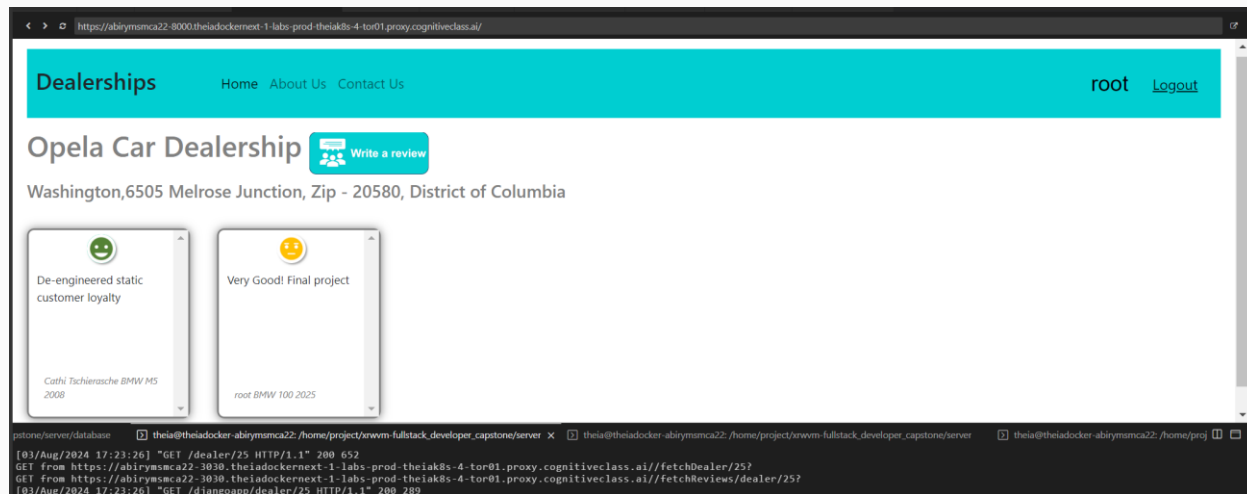 https://abirymsmca22-8000.theiadockernext-1-labs-prod-theiak8s-4-tor01.proxy.cognitiveclass.ai/
Dealerships Home About Us Contact Us root Logout
Opela Car Dealership Write a review
Washington,6505 Melrose Junction, Zip - 20580, District of Columbia
De-engineered static
customer loyalty
Cathi Tschierasche BMW M5
2008
Very Good! Final project
root BMW 100 2025
pstone/server/database theia@theiadocker-abirymsmca22: /home/project/xrwvm-fullstack_developer_capstone/server × theia@theiadocker-abirymsmca22: /home/project/xrwvm-fullstack_developer_capstone/server theia@theiadocker-abirymsmca22: /home/proj
[03/Aug/2024 17:23:26] "GET /dealer/25 HTTP/1.1" 200 652
GET from https://abirymsmca22-3030.theiadockernext-1-labs-prod-theiak8s-4-tor01.proxy.cognitiveclass.ai//fetchDealer/25?
GET from https://abirymsmca22-3030.theiadockernext-1-labs-prod-theiak8s-4-tor01.proxy.cognitiveclass.ai//fetchReviews/dealer/25?
[03/Aug/2024 17:23:26] "GET /djangoapp/dealer/25 HTTP/1.1" 200 289